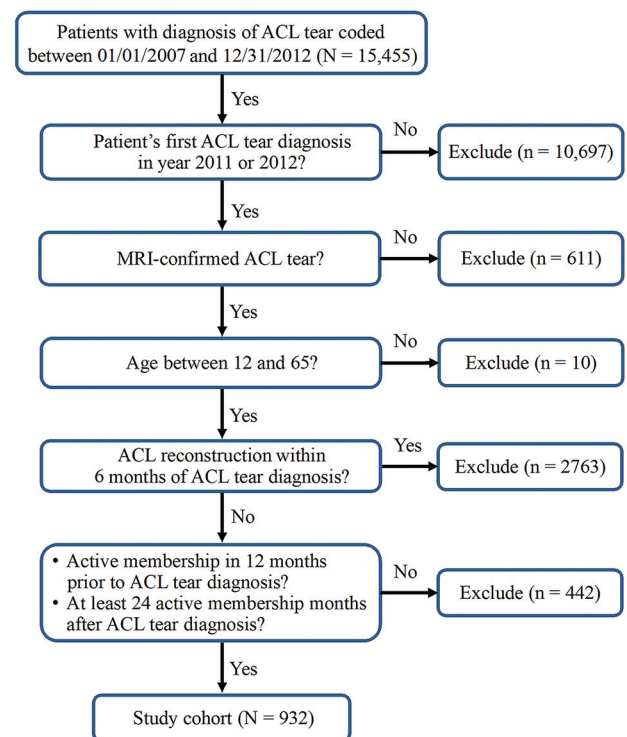 Patients with diagnosis of ACL tear coded
between 01/01/2007 and 12/31/2012 (N = 15,455)
Yes
Patient's first ACL tear diagnosis
in year 2011 or 2012?
No
Exclude (n = 10,697)
Yes
MRI-confirmed ACL tear?
No
Exclude (n = 611)
Yes
Age between 12 and 65?
No
Exclude (n = 10)
Yes
ACL reconstruction within
6 months of ACL tear diagnosis?
Yes
Exclude (n = 2763)
No
• Active membership in 12 months
prior to ACL tear diagnosis?
• At least 24 active membership months
after ACL tear diagnosis?
No
Exclude (n = 442)
Yes
Study cohort (N = 932)